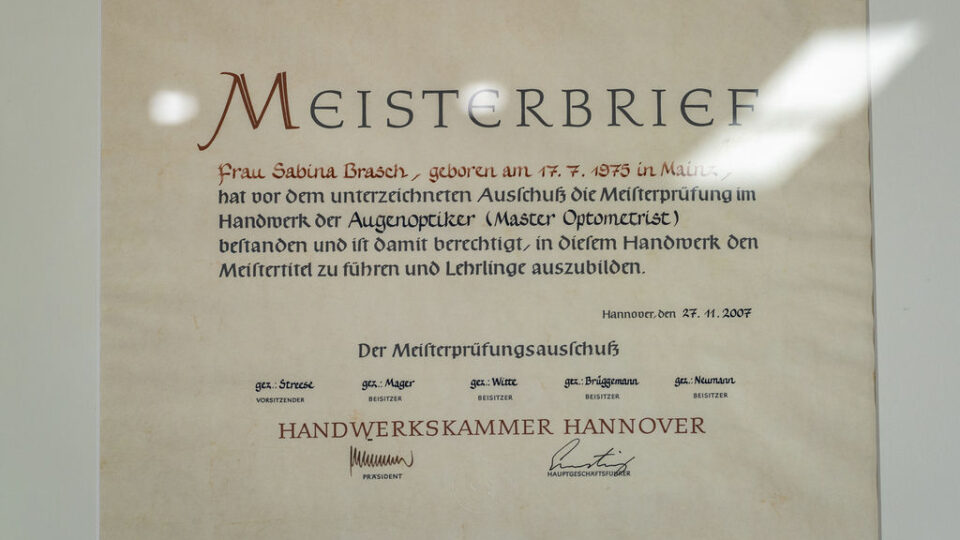 MEISTERBRIEF
Frau Sabina Brasch, geboren am 17. 7. 1975 in Mainz,
hat vor dem unterzeichneten Ausschuß die Meisterprüfung im
Handwerk der Augenoptiker (Master Optometrist)
bestanden und ist damit berechtigt, in diesem Handwerk den
Meistertitel zu führen und Lehrlinge auszubilden.
Hannover, den 27. 11. 2007
Der Meisterprüfungsausschuß
gez.: Streese gez.: Mager gez.: Witte gez.: Brüggemann gez.: Neumann
VORSITZENDER BEISITZER BEISITZER BEISITZER BEISITZER
HANDWERKSKAMMER HANNOVER
PRÄSIDENT HAUPTGESCHÄFTSFÜHRER